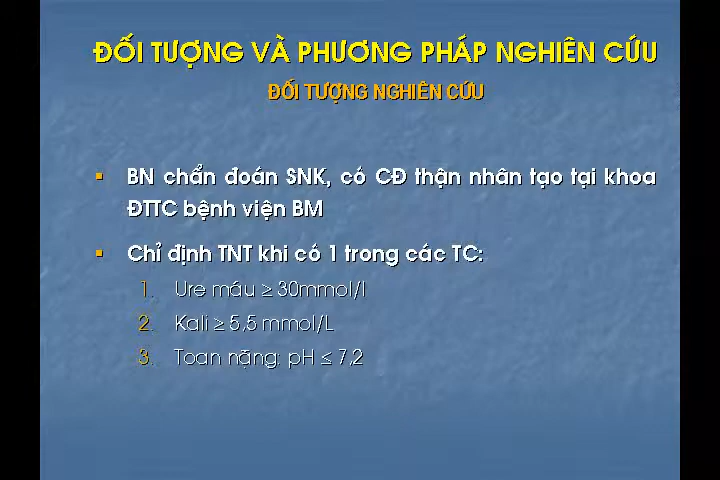 ĐỐI TƯỢNG VÀ PHƯƠNG PHÁP NGHIÊN CỨU
ĐỐI TƯỢNG NGHIÊN CỨU
▪ BN chẩn đoán SNK, có CĐ thận nhân tạo tại khoa
ĐTTC bệnh viện BM
▪ Chỉ định TNT khi có 1 trong các TC:
1. Ure máu ≥ 30mmol/l
2. Kali ≥ 5,5 mmol/L
3. Toan nặng: pH ≤ 7,2